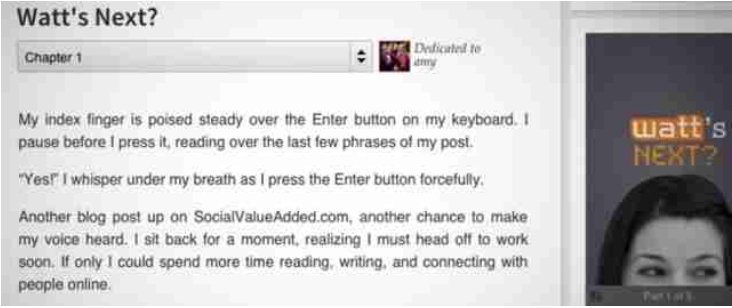 Watt's Next?
Chapter 1
Dedicated to
amy
My index finger is poised steady over the Enter button on my keyboard. I
pause before I press it, reading over the last few phrases of my post.
“Yes!” I whisper under my breath as I press the Enter button forcefully.
Another blog post up on SocialValueAdded.com, another chance to make
my voice heard. I sit back for a moment, realizing I must head off to work
soon. If only I could spend more time reading, writing, and connecting with
people online.
watt's
NEXT?
Part 1 of 5